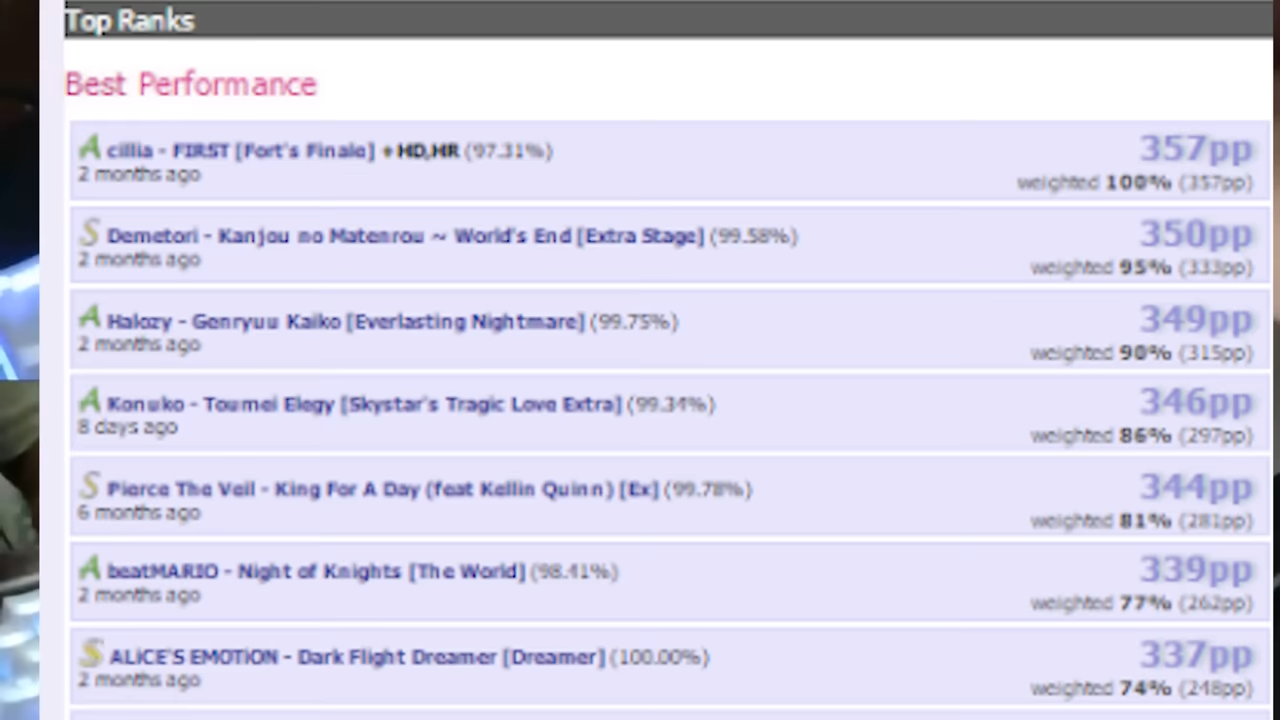 Top Ranks
Best Performance
A cillia - FIRST [Fort's Finale] +HD,HR (97.31%)
357pp
2 months ago
weighted 100% (357pp)
S Demetori - Kanjou no Matenrou ~ World's End [Extra Stage] (99.58%)
350pp
2 months ago
weighted 95% (333pp)
A Halozy - Genryuu Kaiko [Everlasting Nightmare] (99.75%)
349pp
2 months ago
weighted 90% (315pp)
A Konuko - Toumei Elegy [Skystar's Tragic Love Extra] (99.34%)
346pp
8 days ago
weighted 86% (297pp)
S Pierce The Veil - King For A Day (feat Kellin Quinn) [Ex] (99.78%)
344pp
6 months ago
weighted 81% (281pp)
A beatMARIO - Night of Knights [The World] (98.41%)
339pp
2 months ago
weighted 77% (262pp)
S ALiCE'S EMOTiON - Dark Flight Dreamer [Dreamer] (100.00%)
337pp
2 months ago
weighted 74% (248pp)